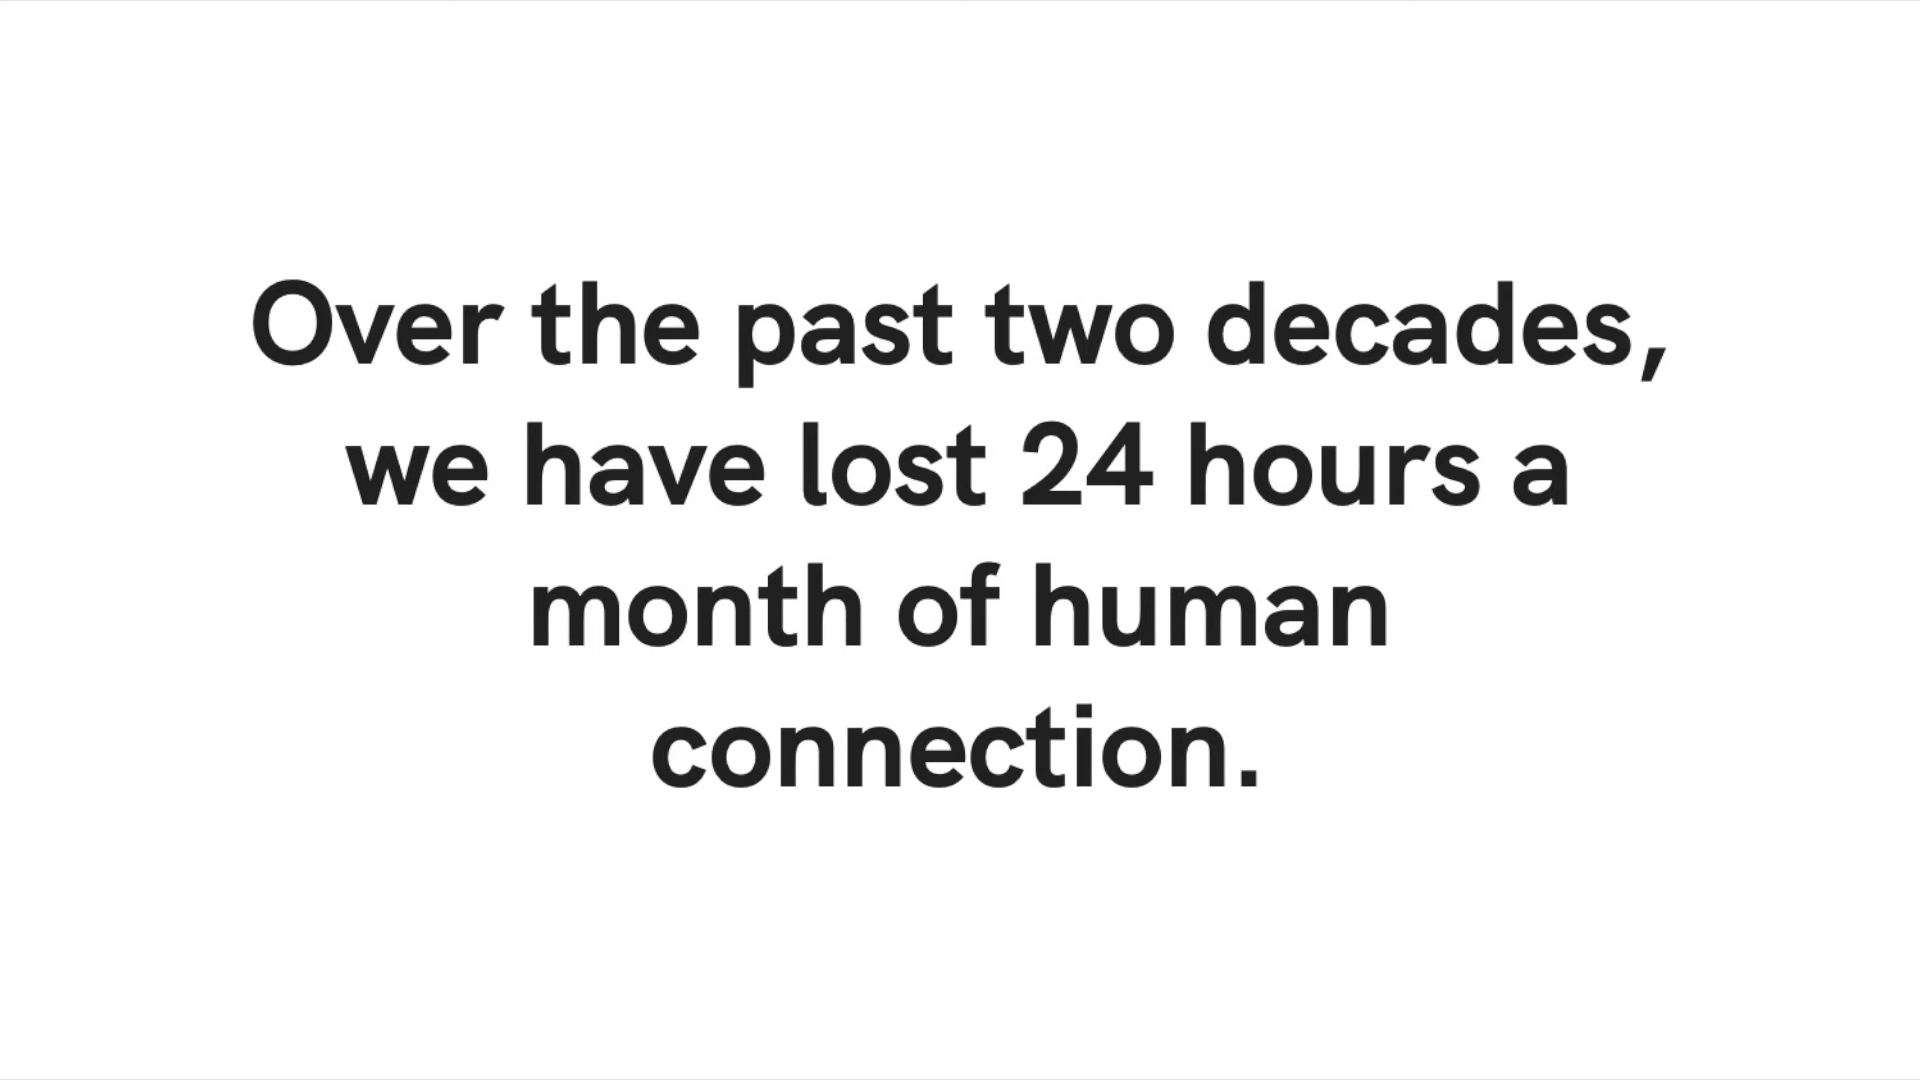 Over the past two decades,
we have lost 24 hours a
month of human
connection.